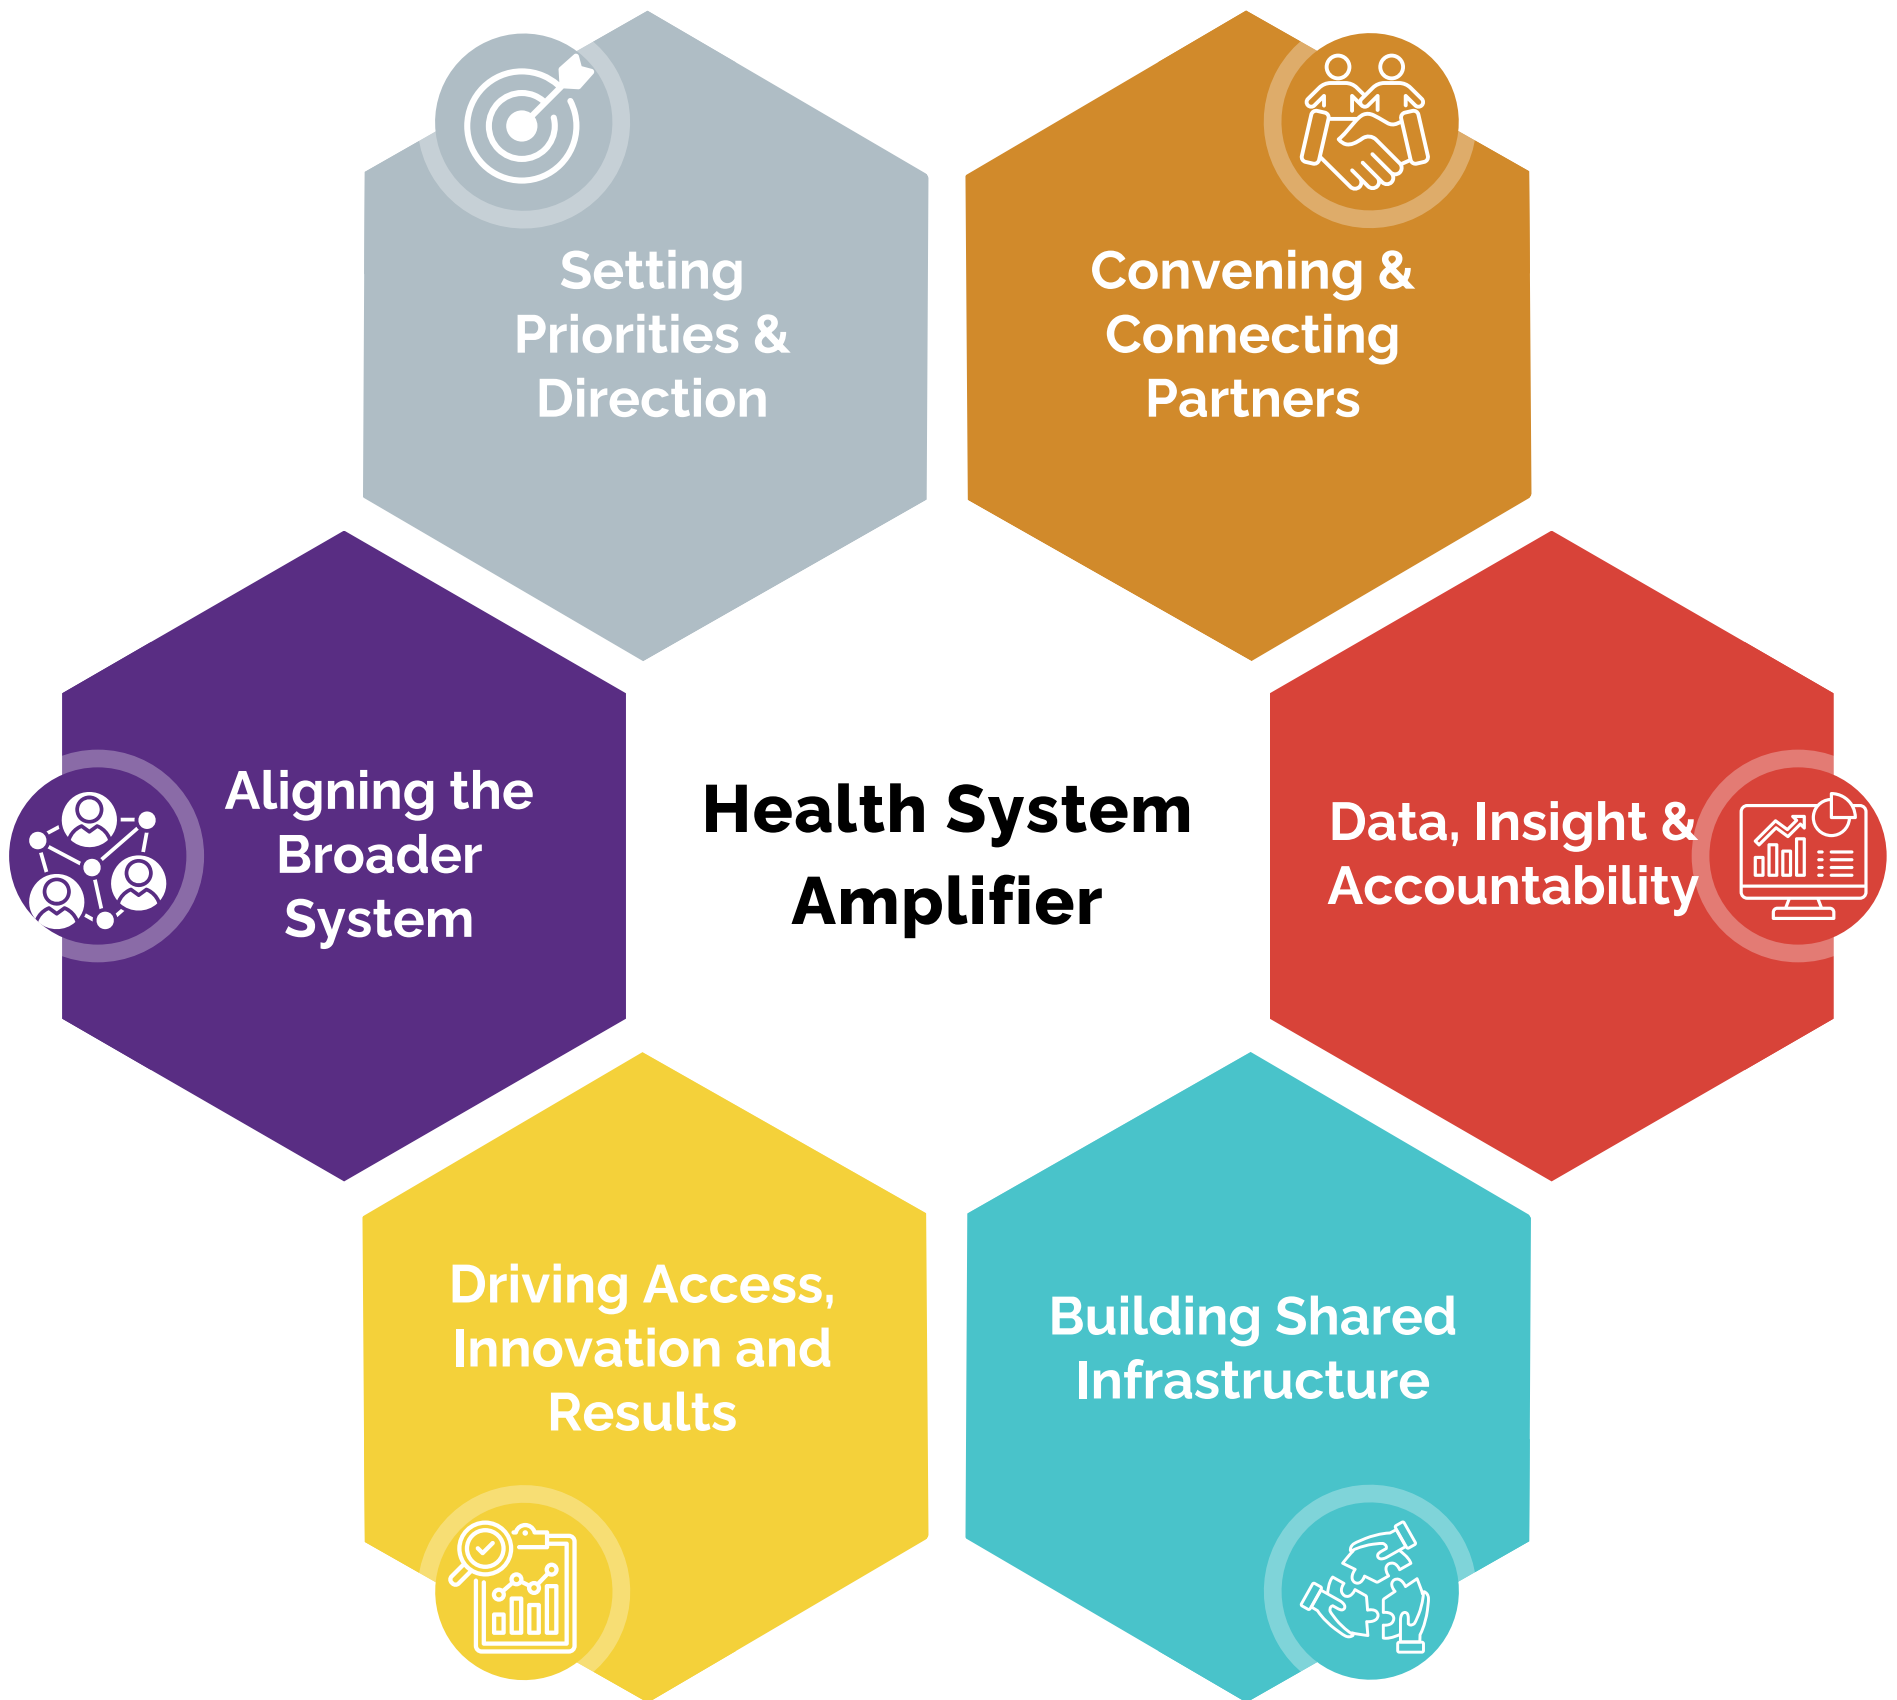 Setting
Priorities &
Direction
Convening &
Connecting
Partners
Aligning the
Broader
System
Health System
Amplifier
Data, Insight &
Accountability
Driving Access,
Innovation and
Results
Building Shared
Infrastructure